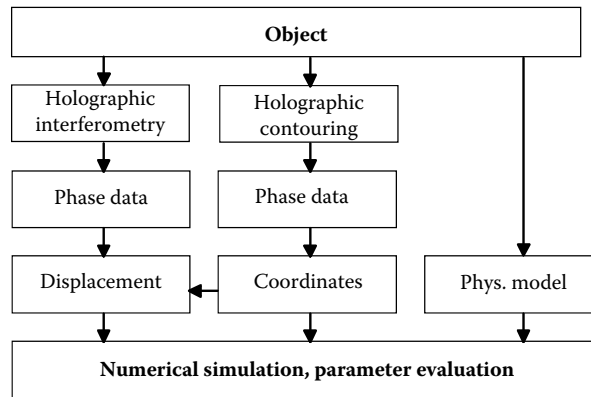 Object
Holographic
interferometry
Holographic
contouring
Phase data
Phase data
Displacement
Coordinates
Phys. model
Numerical simulation, parameter evaluation